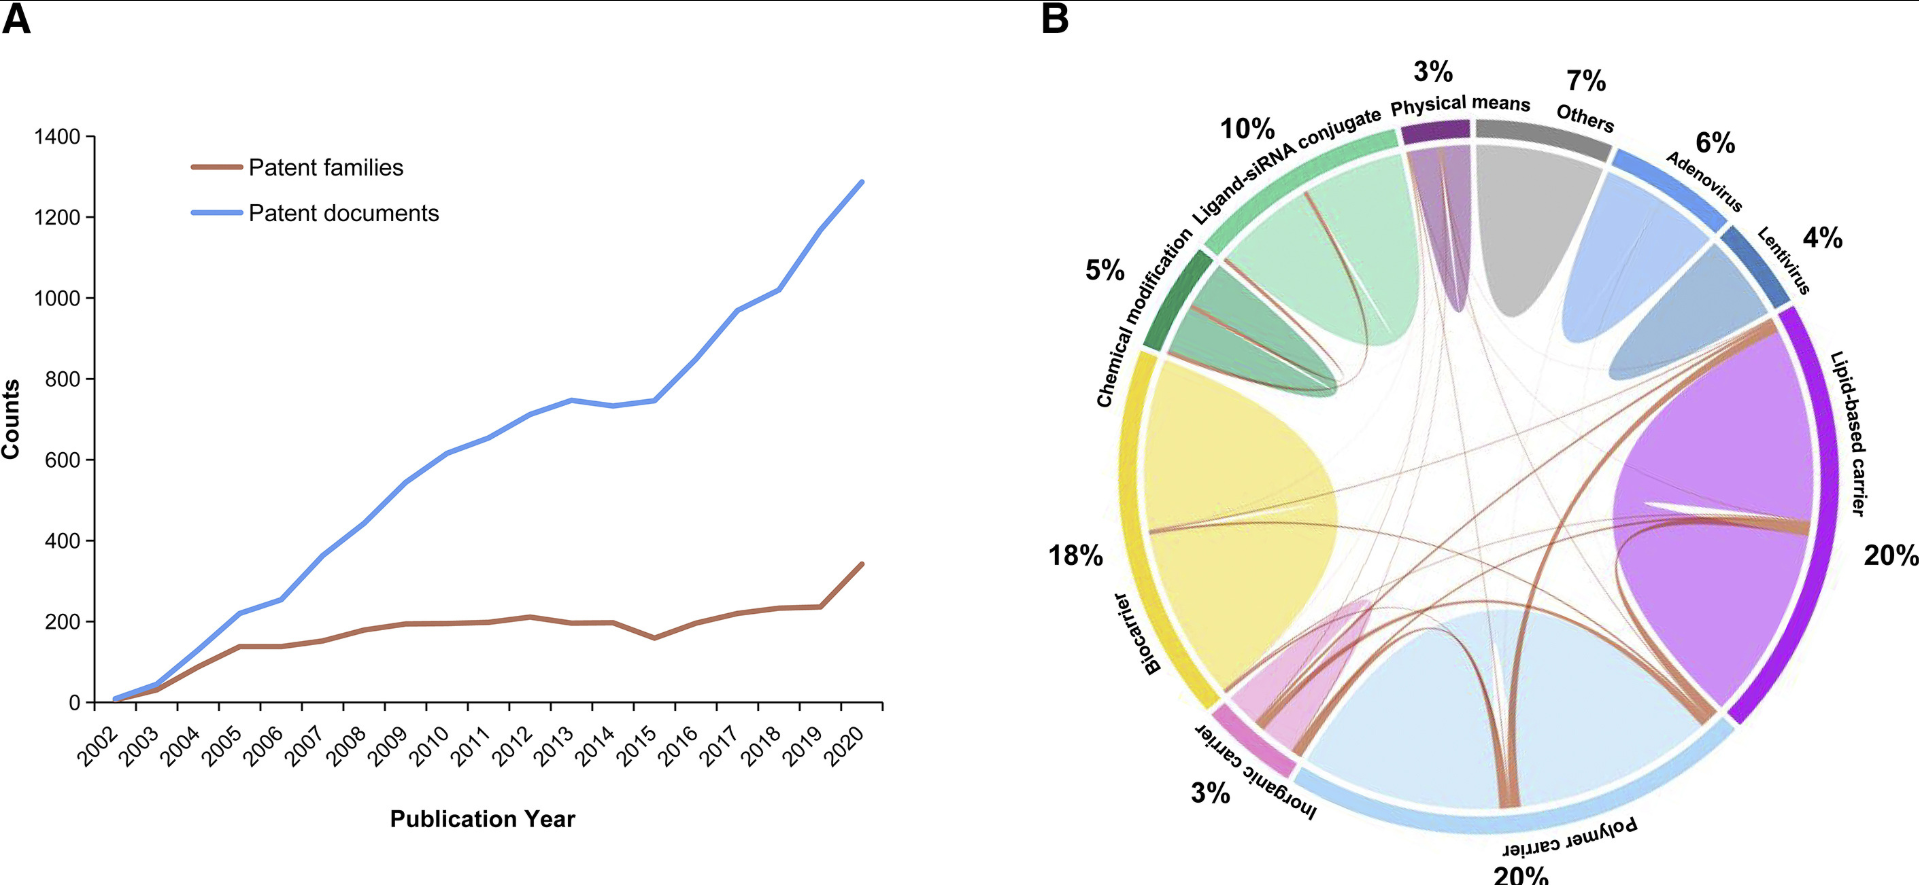 A
1400
1200
1000
800
600
400
200
0
Counts
Patent families
Patent documents
2002
2003
2004
2005
2006
2007
2008
2009
2010
2011
2012
2013
2014
2015
2016
2017
2018
2019
2020
Publication Year
B
3%
Physical means
7%
Others
6%
Adenovirus
4%
Lentivirus
Lipid-based carrier
20%
Polymer carrier
20%
Inorganic carrier
3%
Biocarrier
18%
Chemical modification
5%
Ligand-siRNA conjugate
10%